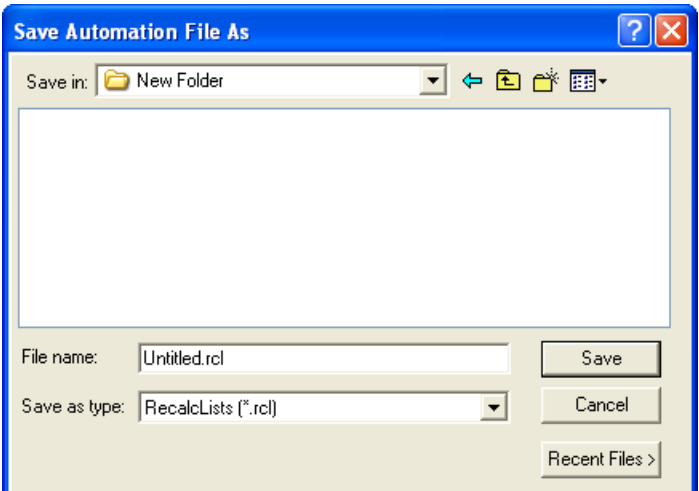 Save Automation File As
Save in: New Folder
File name: Untitled.rcl
Save
Save as type: RecalcLists (*.rcl)
Cancel
Recent Files >